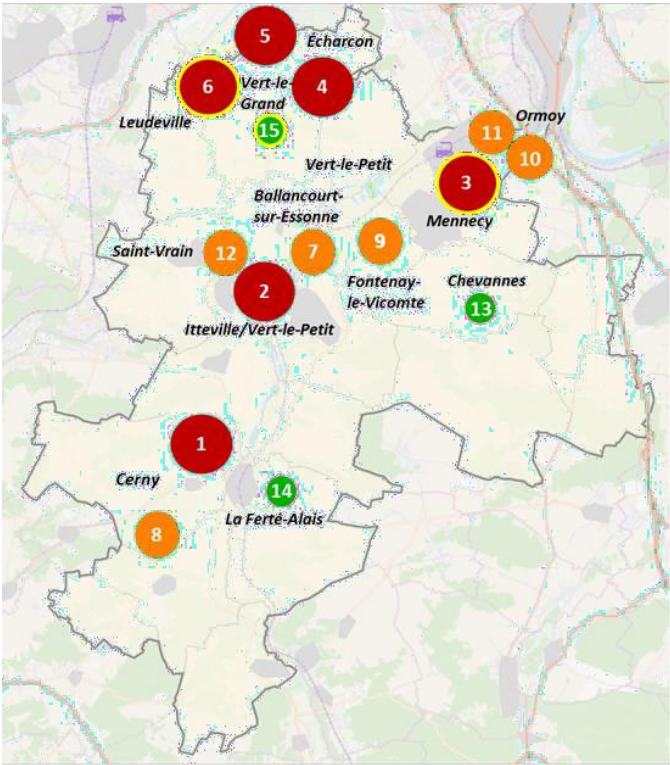 5
Écharcon
6
Vert-le-
Grand
4
Leudeville
15
11
Ormoy
10
Vert-le-Petit
3
Ballancourt-
sur-Essonne
Mennecy
Saint-Vrain
12
7
9
Fontenay-
le-Vicomte
Chevannes
2
13
Itteville/Vert-le-Petit
1
Cerny
14
La Ferté-Alais
8